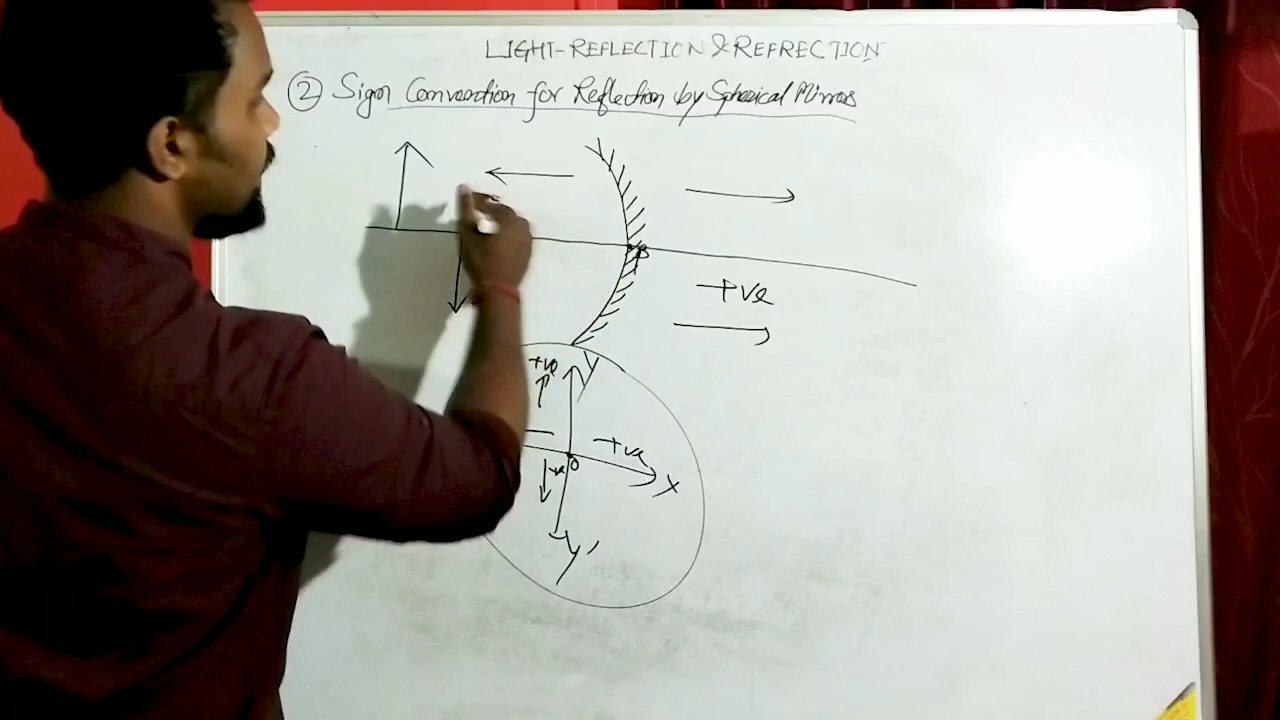 LIGHT-REFLECTION & REFRECTION
② Sign Convention for Reflection by Spherical Mirrors
+ve
+ve
Y
+ve
-ve
O
X
Y'